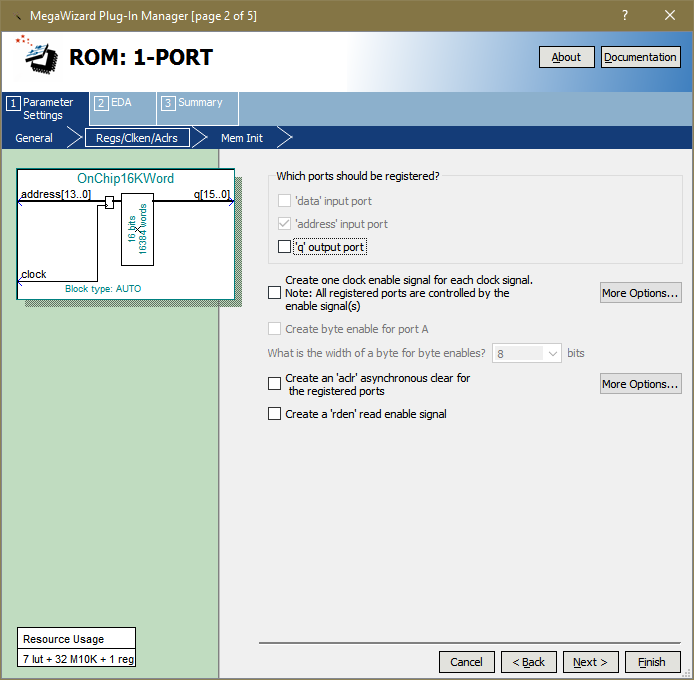 MegaWizard Plug-In Manager [page 2 of 5]
?
ROM: 1-PORT
About
Documentation
1 Parameter Settings
2 EDA
3 Summary
General
Regs/Clken/Aclrs
Mem Init
OnChip16KWord
address[13..0]
q[15..0]
16 bits
16384 words
clock
Block type: AUTO
Which ports should be registered?
'data' input port
'address' input port
'q' output port
Create one clock enable signal for each clock signal.
Note: All registered ports are controlled by the
enable signal(s)
More Options...
Create byte enable for port A
What is the width of a byte for byte enables?
8
bits
Create an 'aclr' asynchronous clear for
the registered ports
More Options...
Create a 'rden' read enable signal
Resource Usage
7 lut + 32 M10K + 1 reg
Cancel
< Back
Next >
Finish